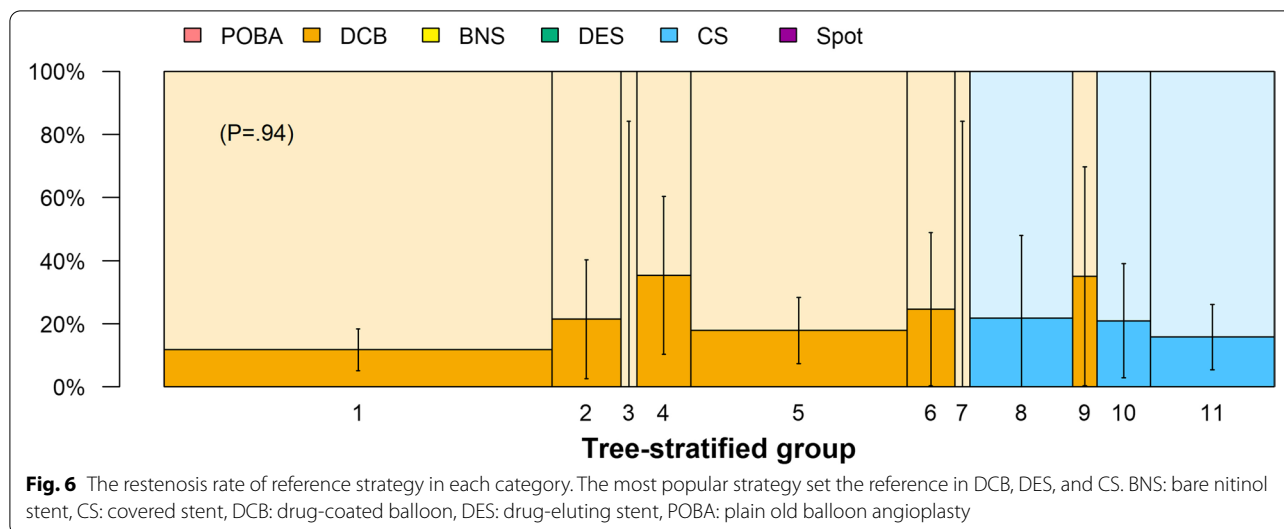 POBA DCB BNS DES CS Spot
100%
(P=.94)
80%
60%
40%
20%
0%
1 2 3 4 5 6 7 8 9 10 11
Tree-stratified group
Fig. 6 The restenosis rate of reference strategy in each category. The most popular strategy set the reference in DCB, DES, and CS. BNS: bare nitinol
stent, CS: covered stent, DCB: drug-coated balloon, DES: drug-eluting stent, POBA: plain old balloon angioplasty